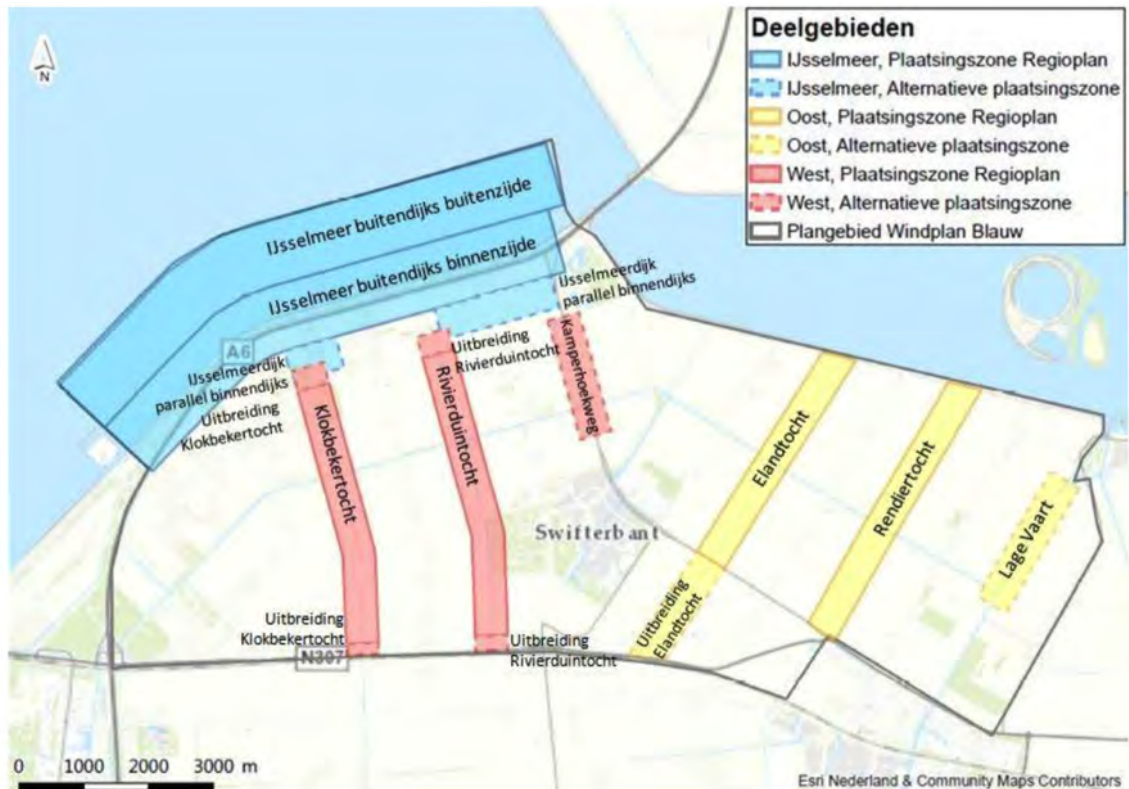 N
Deelgebieden
IJsselmeer, Plaatsingszone Regioplan
IJsselmeer, Alternatieve plaatsingszone
Oost, Plaatsingszone Regioplan
Oost, Alternatieve plaatsingszone
West, Plaatsingszone Regioplan
West, Alternatieve plaatsingszone
Plangebied Windplan Blauw
IJsselmeer buitendijks buitenzijde
IJsselmeer buitendijks binnenzijde
IJsselmeerdijk
parallel binnendijks
A6
IJsselmeerdijk
parallel binnendijks
Uitbreiding
Klokbekertocht
Uitbreiding
Rivierduintocht
Kamperhoekweg
Klokbekertocht
Rivierduintocht
Elandtocht
Rendiertocht
Lage Vaart
Swifterbant
Uitbreiding
Elandtocht
Uitbreiding
Klokbekertocht
Uitbreiding
Rivierduintocht
N307
0 1000 2000 3000 m
Esri Nederland & Community Maps Contributors